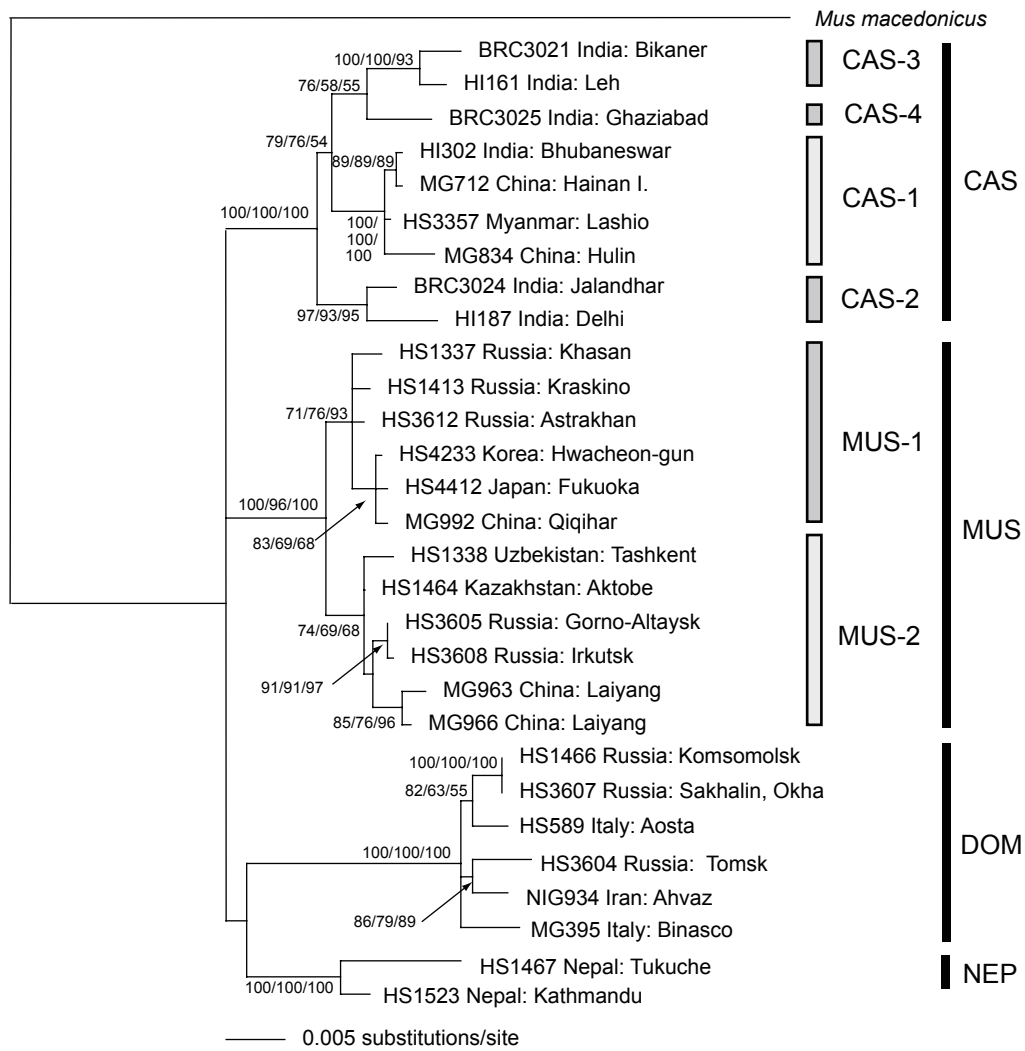 Mus macedonicus
BRC3021 India: Bikaner
100/100/93
CAS-3
76/58/55
HI161 India: Leh
BRC3025 India: Ghaziabad
CAS-4
79/76/54
HI302 India: Bhubaneswar
89/89/89
MG712 China: Hainan I.
CAS
CAS-1
100/100/100
HS3357 Myanmar: Lashio
100/
100/
100
MG834 China: Hulin
BRC3024 India: Jalandhar
CAS-2
97/93/95
HI187 India: Delhi
HS1337 Russia: Khasan
HS1413 Russia: Kraskino
71/76/93
HS3612 Russia: Astrakhan
MUS-1
HS4233 Korea: Hwacheon-gun
HS4412 Japan: Fukuoka
100/96/100
MG992 China: Qiqihar
MUS
83/69/68
HS1338 Uzbekistan: Tashkent
HS1464 Kazakhstan: Aktobe
HS3605 Russia: Gorno-Altaysk
74/69/68
MUS-2
HS3608 Russia: Irkutsk
91/91/97
MG963 China: Laiyang
85/76/96
MG966 China: Laiyang
HS1466 Russia: Komsomolsk
100/100/100
82/63/55
HS3607 Russia: Sakhalin, Okha
HS589 Italy: Aosta
DOM
100/100/100
HS3604 Russia: Tomsk
NIG934 Iran: Ahvaz
86/79/89
MG395 Italy: Binasco
HS1467 Nepal: Tukuche
NEP
100/100/100
HS1523 Nepal: Kathmandu
0.005 substitutions/site